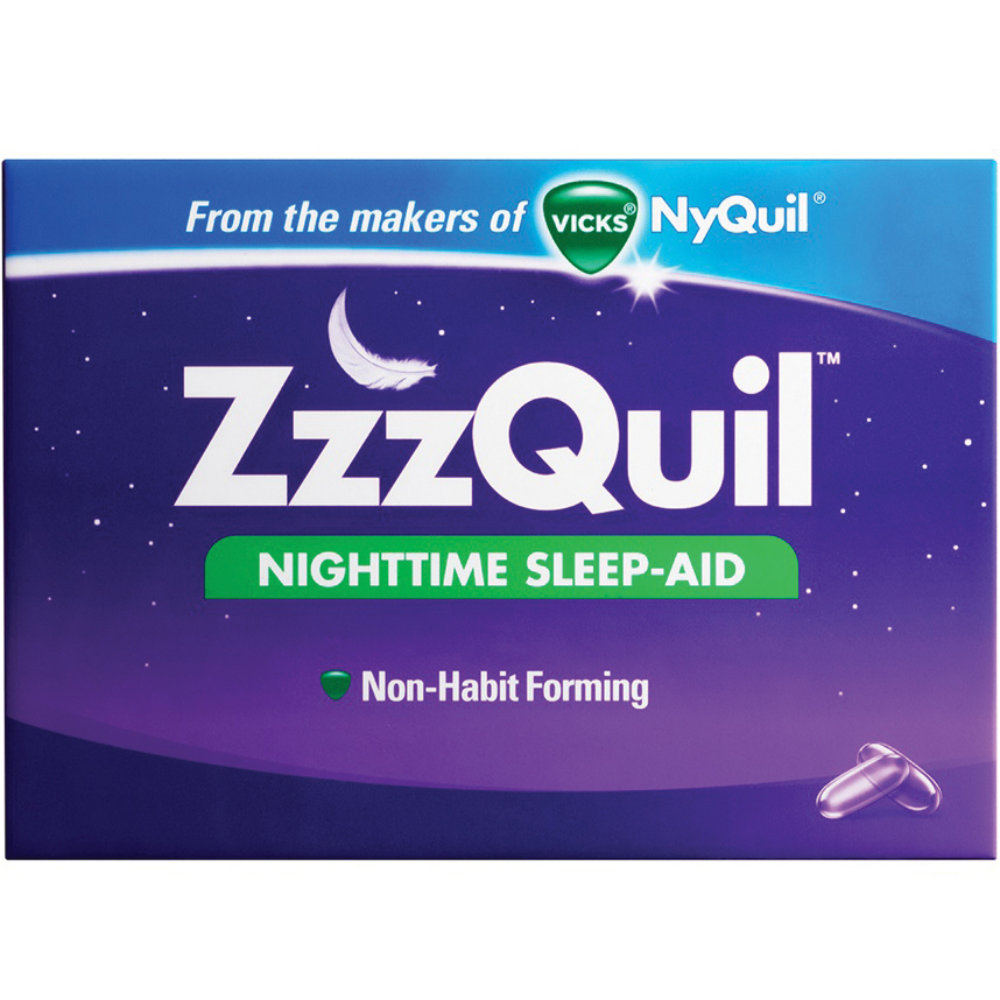 From the makers of VICKS® NyQuil®
ZzzQuil™
NIGHTTIME SLEEP-AID
Non-Habit Forming